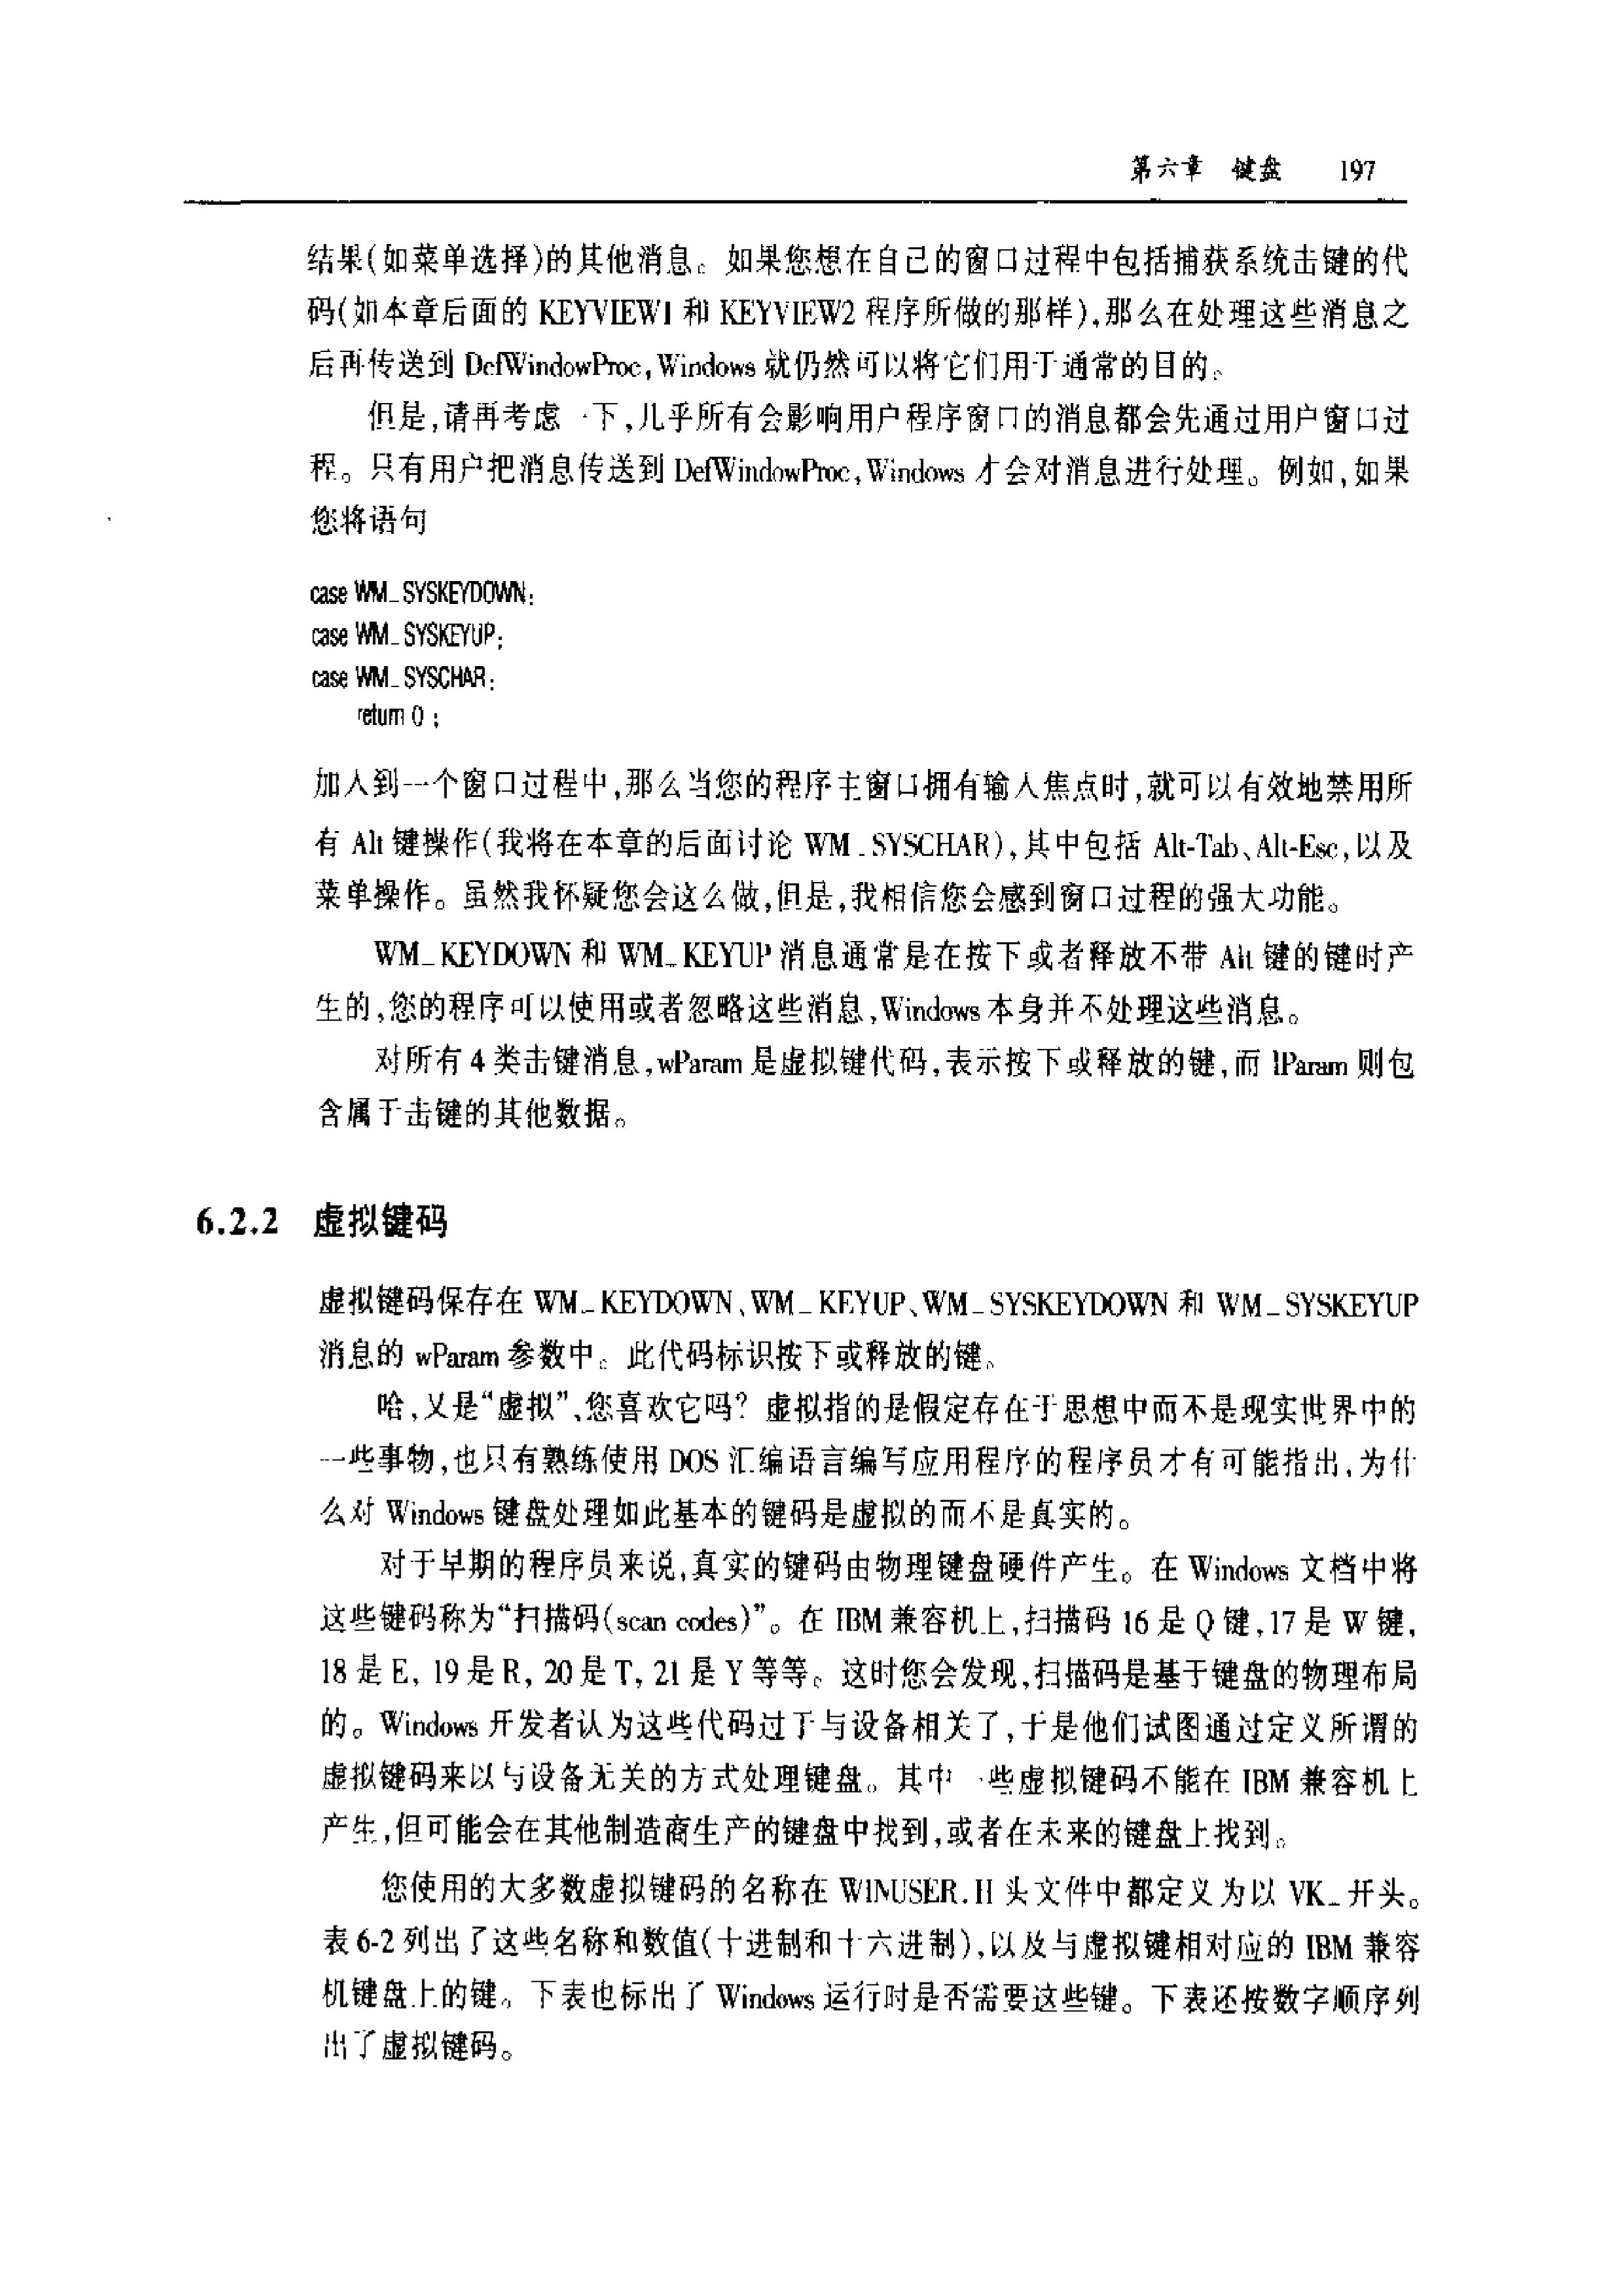 第六章 键盘 197
结果(如菜单选择)的其他消息。如果您想在自己的窗口过程中包括捕获系统击键的代
码(如本章后面的 KEYVIEW1 和 KEYVIEW2 程序所做的那样),那么在处理这些消息之
后再传送到 DefWindowProc,Windows 就仍然可以将它们用于通常的目的。
但是,请再考虑一下,几乎所有会影响用户程序窗口的消息都会先通过用户窗口过
程。只有用户把消息传送到 DefWindowProc,Windows 才会对消息进行处理。例如,如果
您将语句
case WM_SYSKEYDOWN:
case WM_SYSKEYUP:
case WM_SYSCHAR:
return 0 ;
加入到一个窗口过程中,那么当您的程序主窗口拥有输入焦点时,就可以有效地禁用所
有 Alt 键操作(我将在本章的后面讨论 WM_SYSCHAR),其中包括 Alt-Tab、Alt-Esc,以及
菜单操作。虽然我怀疑您会这么做,但是,我相信您会感到窗口过程的强大功能。
WM_KEYDOWN 和 WM_KEYUP 消息通常是在按下或者释放不带 Alt 键的键时产
生的,您的程序可以使用或者忽略这些消息,Windows 本身并不处理这些消息。
对所有 4 类击键消息,wParam 是虚拟键代码,表示按下或释放的键,而 lParam 则包
含属于击键的其他数据。
6.2.2 虚拟键码
虚拟键码保存在 WM_KEYDOWN、WM_KEYUP、WM_SYSKEYDOWN 和 WM_SYSKEYUP
消息的 wParam 参数中。此代码标识按下或释放的键。
哈,又是“虚拟”,您喜欢它吗?虚拟指的是假定存在于思想中而不是现实世界中的
一些事物,也只有熟练使用 DOS 汇编语言编写应用程序的程序员才有可能指出,为什
么对 Windows 键盘处理如此基本的键码是虚拟的而不是真实的。
对于早期的程序员来说,真实的键码由物理键盘硬件产生。在 Windows 文档中将
这些键码称为“扫描码(scan codes)”。在 IBM 兼容机上,扫描码 16 是 Q 键,17 是 W 键,
18 是 E, 19 是 R, 20 是 T, 21 是 Y 等等。这时您会发现,扫描码是基于键盘的物理布局
的。Windows 开发者认为这些代码过于与设备相关了,于是他们试图通过定义所谓的
虚拟键码来以与设备无关的方式处理键盘。其中一些虚拟键码不能在 IBM 兼容机上
产生,但可能会在其他制造商生产的键盘中找到,或者在未来的键盘上找到。
您使用的大多数虚拟键码的名称在 WINUSER.H 头文件中都定义为以 VK_开头。
表 6-2 列出了这些名称和数值(十进制和十六进制),以及与虚拟键相对应的 IBM 兼容
机键盘上的键。下表也标出了 Windows 运行时是否需要这些键。下表还按数字顺序列
出了虚拟键码。